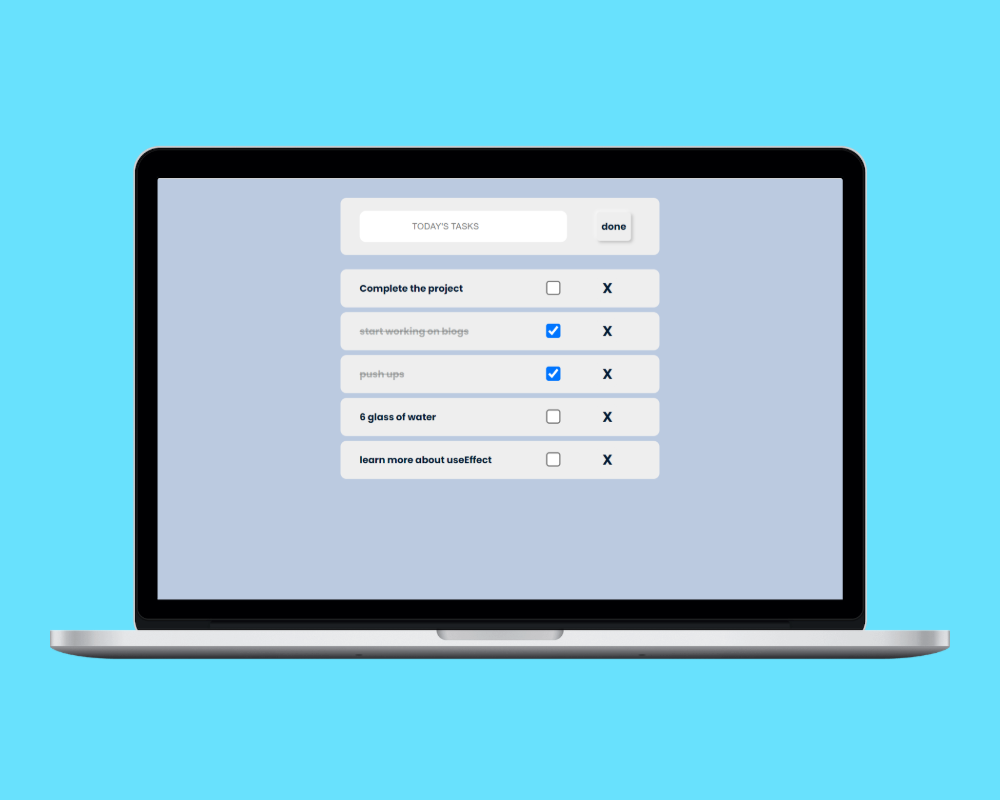 TODAY'S TASKS
done
Complete the project
X
start working on blogs
X
push ups
X
6 glass of water
X
learn more about useEffect
X